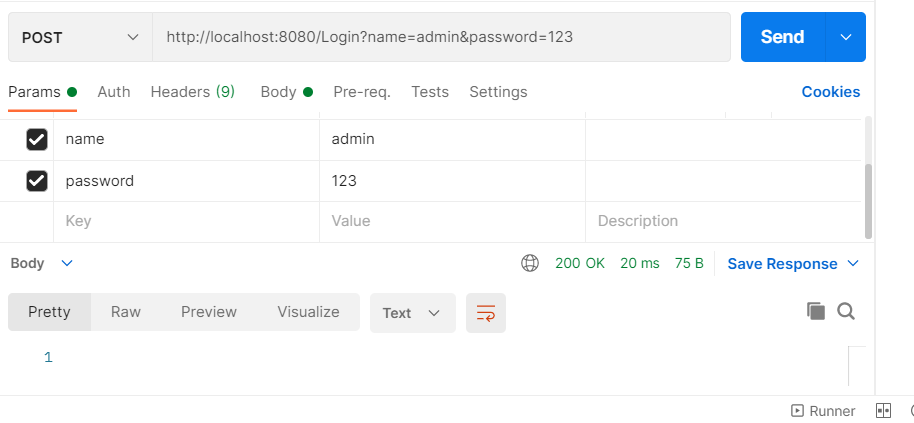 POST http://localhost:8080/Login?name=admin&password=123 Send
Params Auth Headers (9) Body Pre-req. Tests Settings Cookies
name admin
password 123
Key Value Description
Body 200 OK 20 ms 75 B Save Response
Pretty Raw Preview Visualize Text
1
Runner